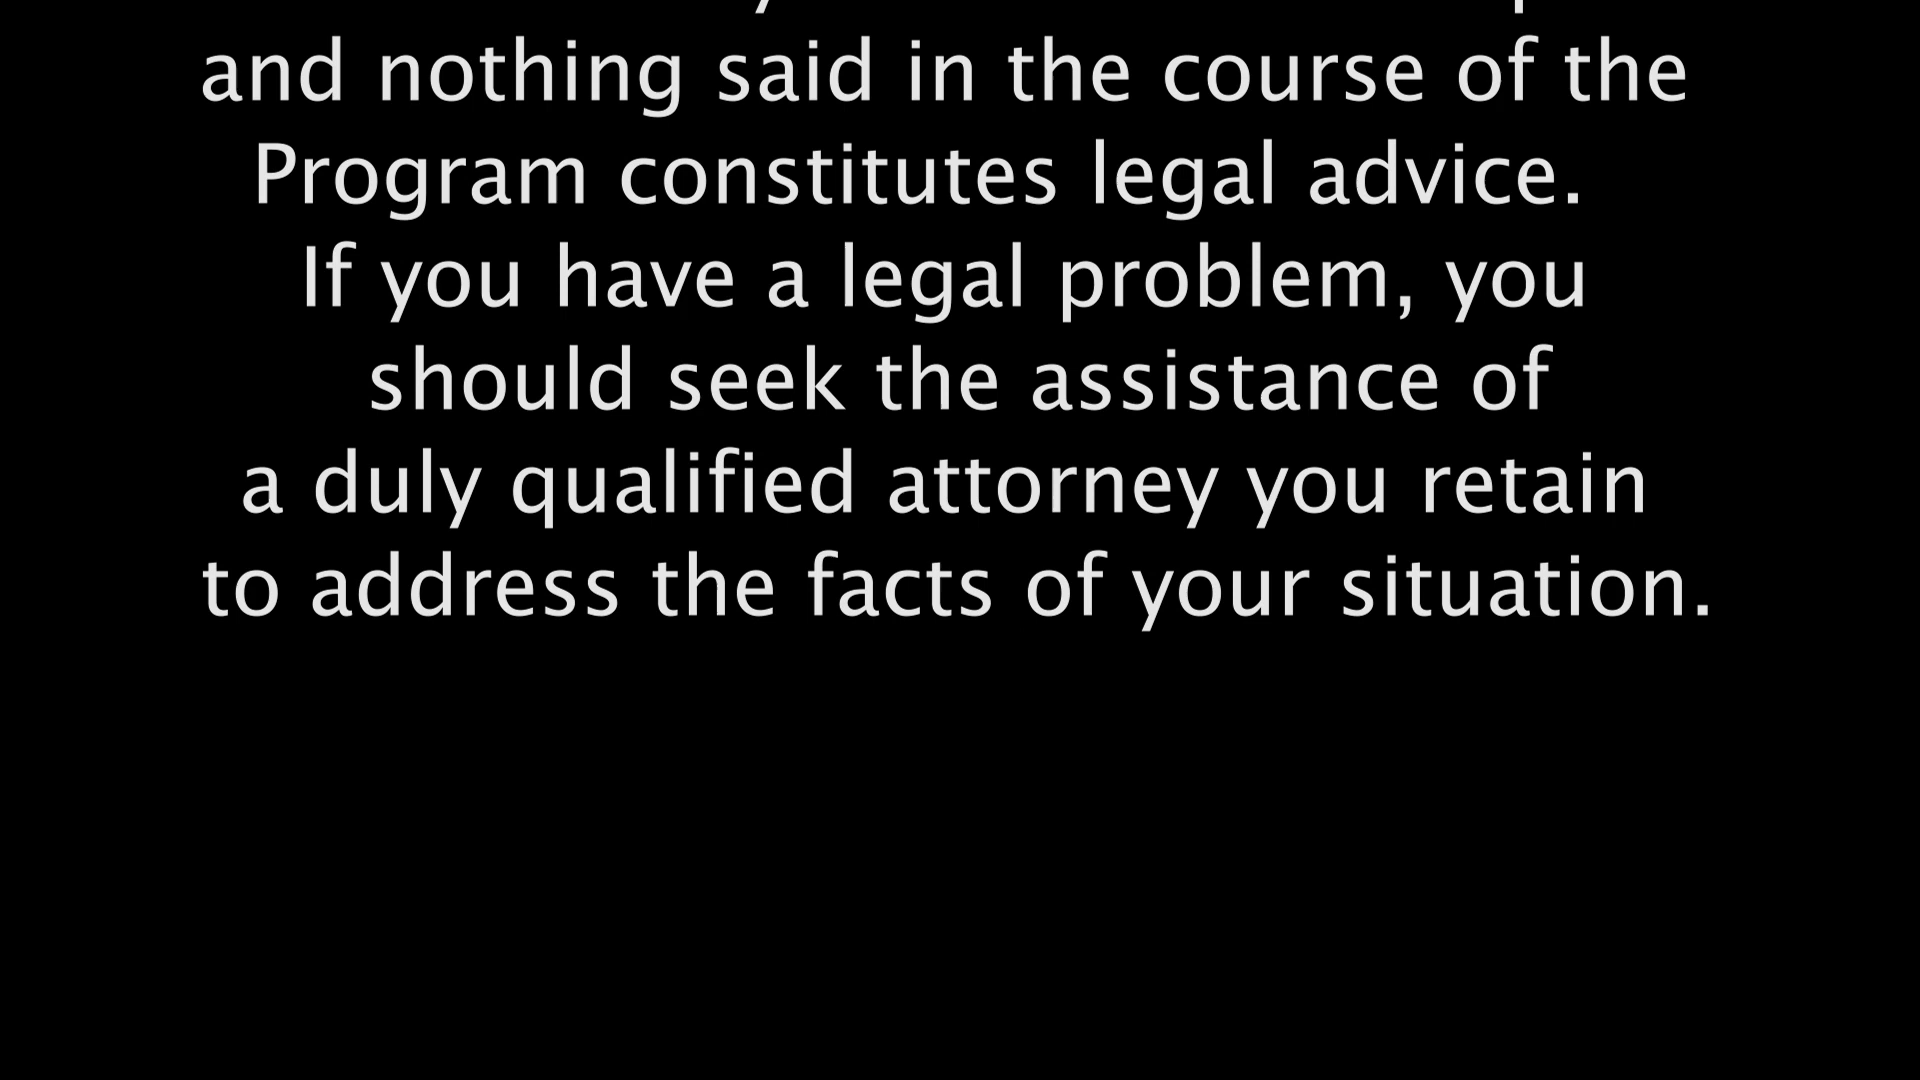 and nothing said in the course of the
Program constitutes legal advice.
If you have a legal problem, you
should seek the assistance of
a duly qualified attorney you retain
to address the facts of your situation.